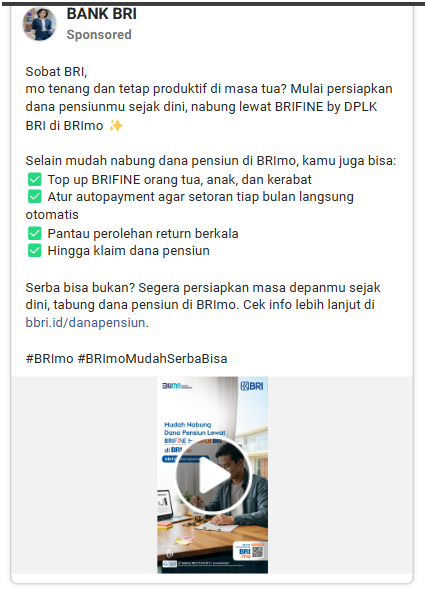 BANK BRI
Sponsored
Sobat BRI,
mo tenang dan tetap produktif di masa tua? Mulai persiapkan
dana pensiunmu sejak dini, nabung lewat BRIFINE by DPLK
BRI di BRImo ✨
Selain mudah nabung dana pensiun di BRImo, kamu juga bisa:
✅ Top up BRIFINE orang tua, anak, dan kerabat
✅ Atur autopayment agar setoran tiap bulan langsung
otomatis
✅ Pantau perolehan return berkala
✅ Hingga klaim dana pensiun
Serba bisa bukan? Segera persiapkan masa depanmu sejak
dini, tabung dana pensiun di BRImo. Cek info lebih lanjut di
bbri.id/danapensiun.
#BRImo #BRImoMudahSerbaBisa
BUMN
BRI
Mudah Nabung
Dana Pensiun Lewat
BRIFINE
di
BRI